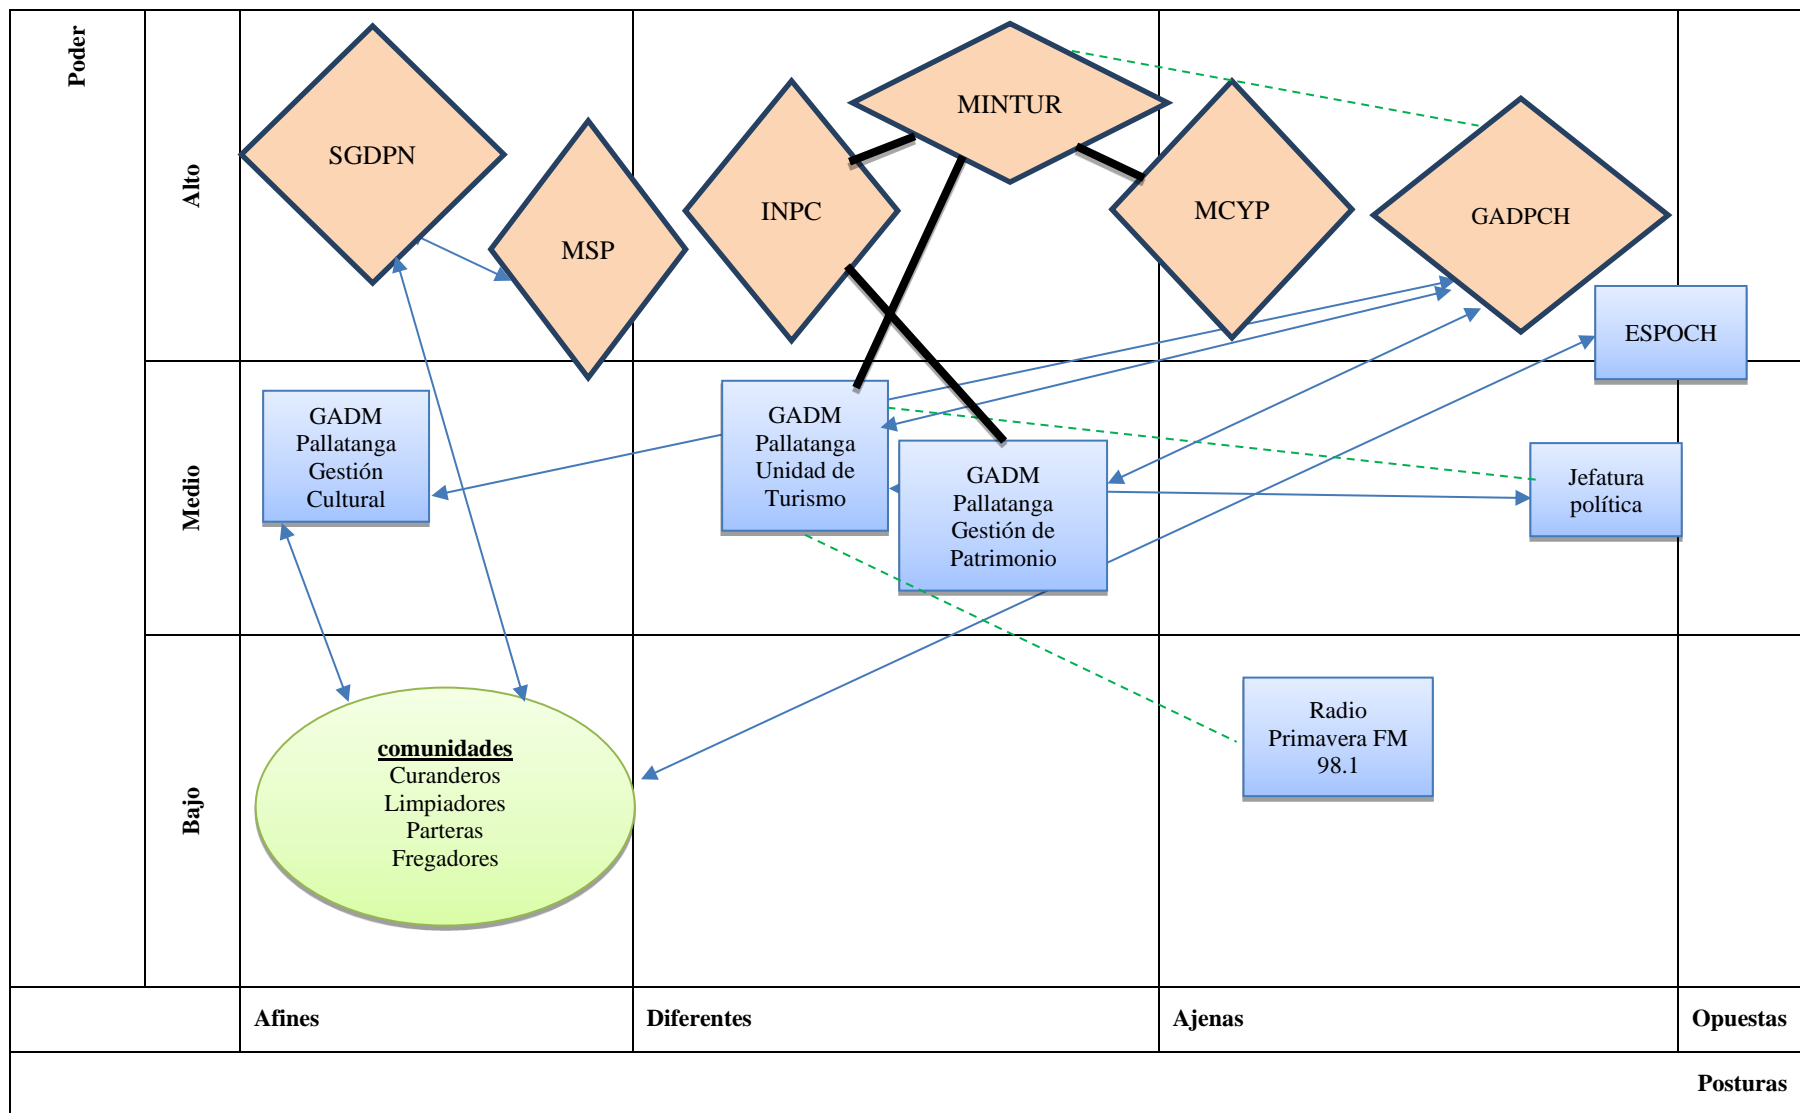 Poder
Alto
SGDPN
MSP
INPC
MINTUR
MCYP
GADPCH
ESPOCH
Medio
GADM
Pallatanga
Gestión
Cultural
GADM
Pallatanga
Unidad de
Turismo
GADM
Pallatanga
Gestión de
Patrimonio
Jefatura
política
Bajo
comunidades
Curanderos
Limpiadores
Parteras
Fregadores
Radio
Primavera FM
98.1
Afines
Diferentes
Ajenas
Opuestas
Posturas